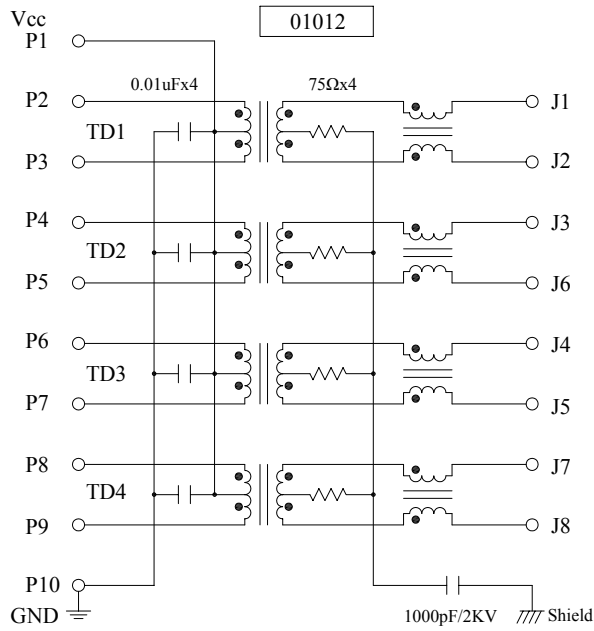 Vcc
01012
P1
0.01uFx4
75Ωx4
P2
J1
TD1
P3
J2
P4
J3
TD2
P5
J6
P6
J4
TD3
P7
J5
P8
J7
TD4
P9
J8
P10
GND
1000pF/2KV
Shield